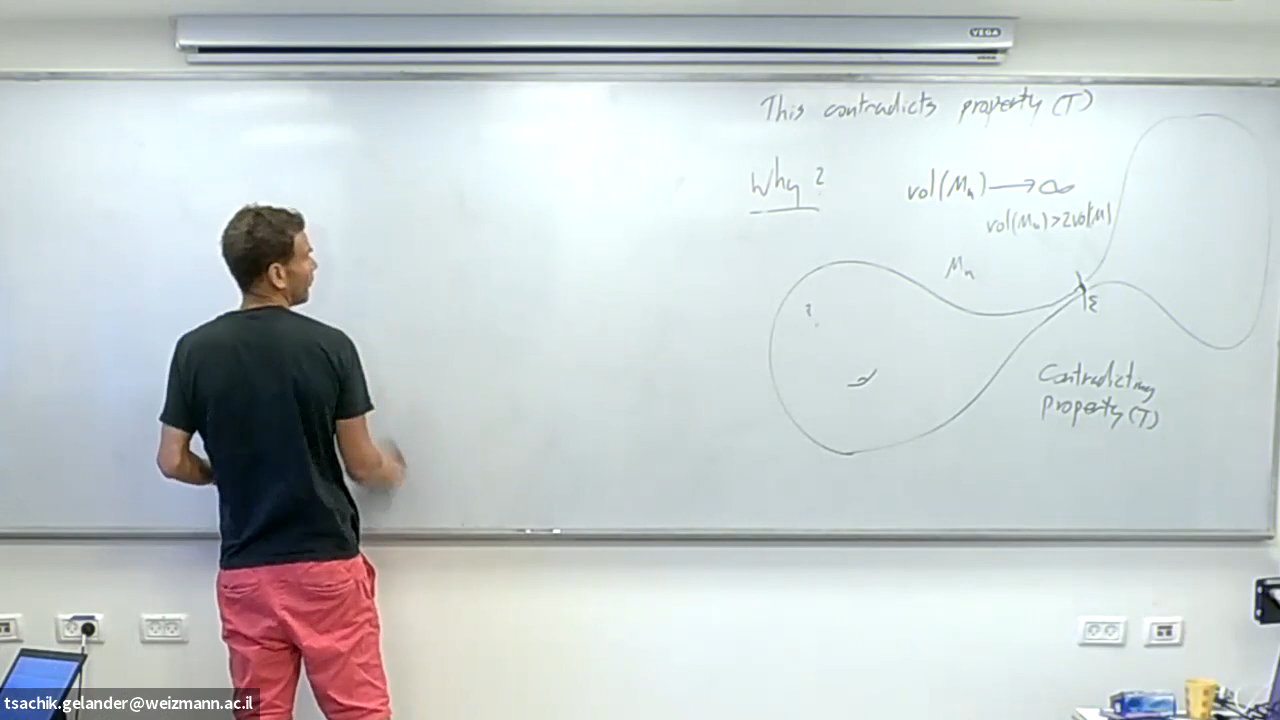 VEGA
This contradicts property (T)
Why?
vol(Mₙ) → ∞
vol(Mₙ) > 2vol(M)
Mₙ
ε
Contradicting
property (T)
tsachik.gelander@weizmann.ac.il